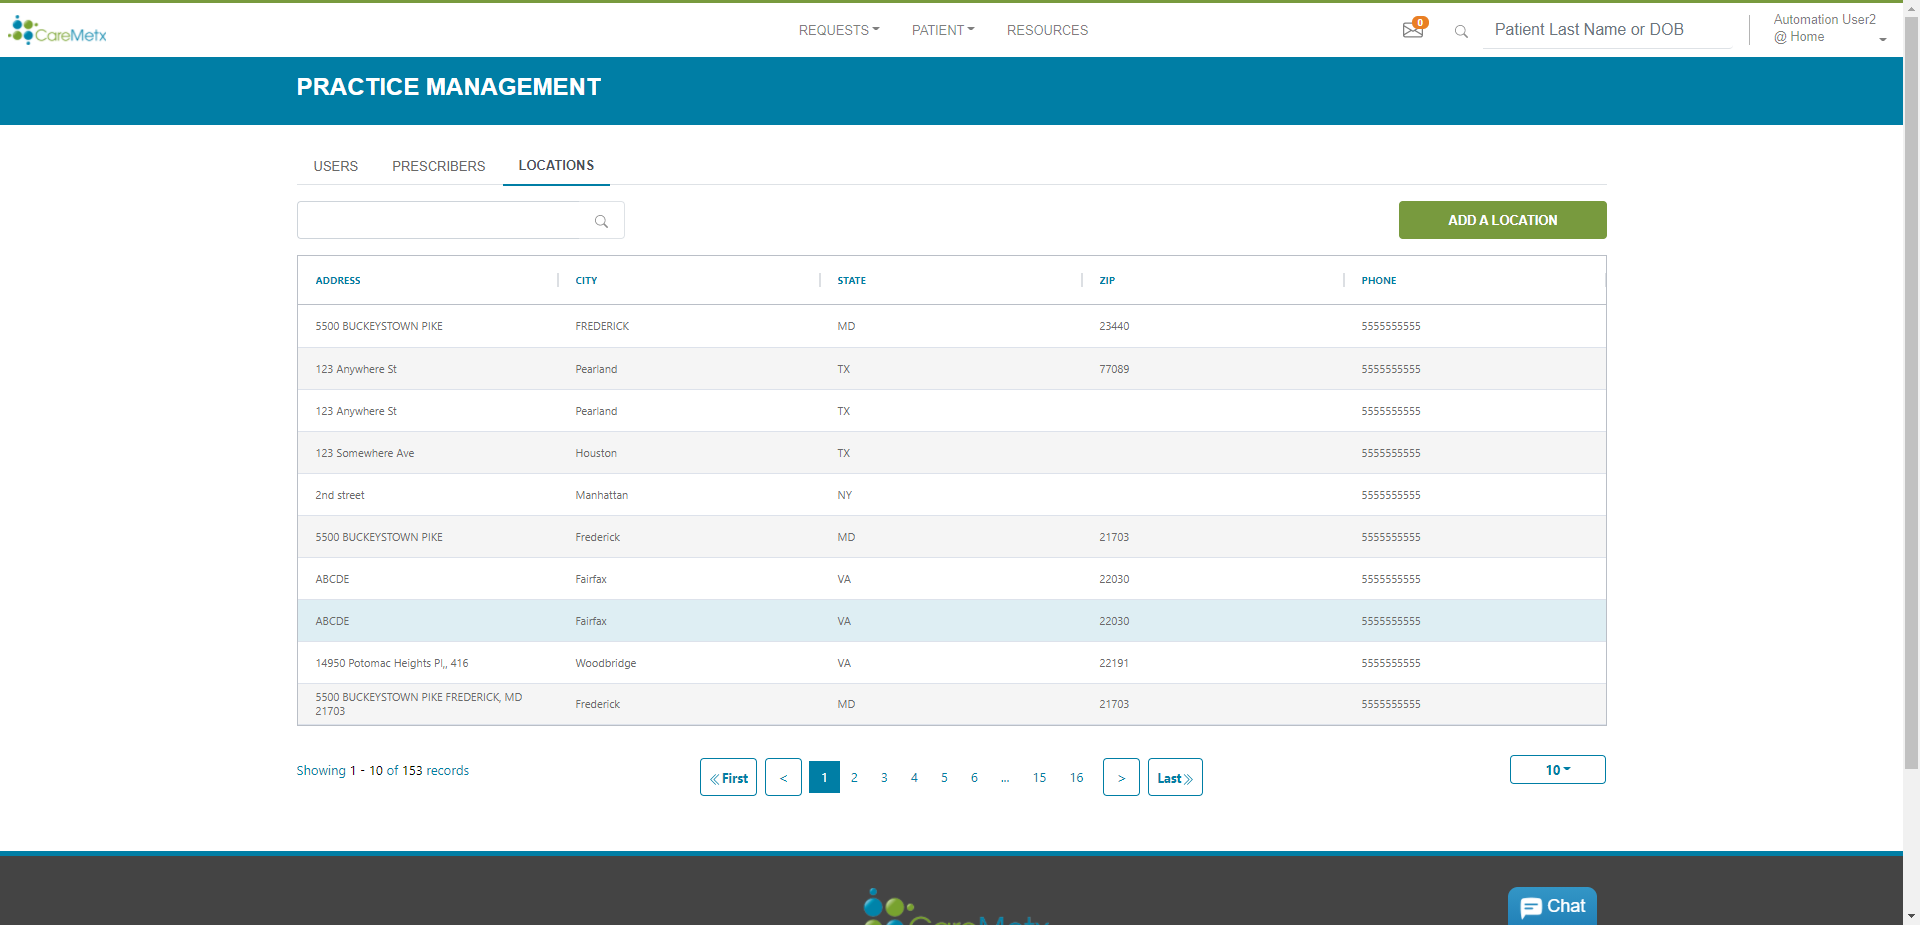 CareMetx
REQUESTS PATIENT RESOURCES
0
Patient Last Name or DOB
Automation User2
@ Home
PRACTICE MANAGEMENT
USERS PRESCRIBERS LOCATIONS
ADD A LOCATION
ADDRESS CITY STATE ZIP PHONE
5500 BUCKEYSTOWN PIKE FREDERICK MD 23440 5555555555
123 Anywhere St Pearland TX 77089 5555555555
123 Anywhere St Pearland TX 5555555555
123 Somewhere Ave Houston TX 5555555555
2nd street Manhattan NY 5555555555
5500 BUCKEYSTOWN PIKE Frederick MD 21703 5555555555
ABCDE Fairfax VA 22030 5555555555
ABCDE Fairfax VA 22030 5555555555
14950 Potomac Heights Pl,, 416 Woodbridge VA 22191 5555555555
5500 BUCKEYSTOWN PIKE FREDERICK, MD
21703 Frederick MD 21703 5555555555
Showing 1 - 10 of 153 records
« First < 1 2 3 4 5 6 ... 15 16 > Last »
10
CareMetx
Chat